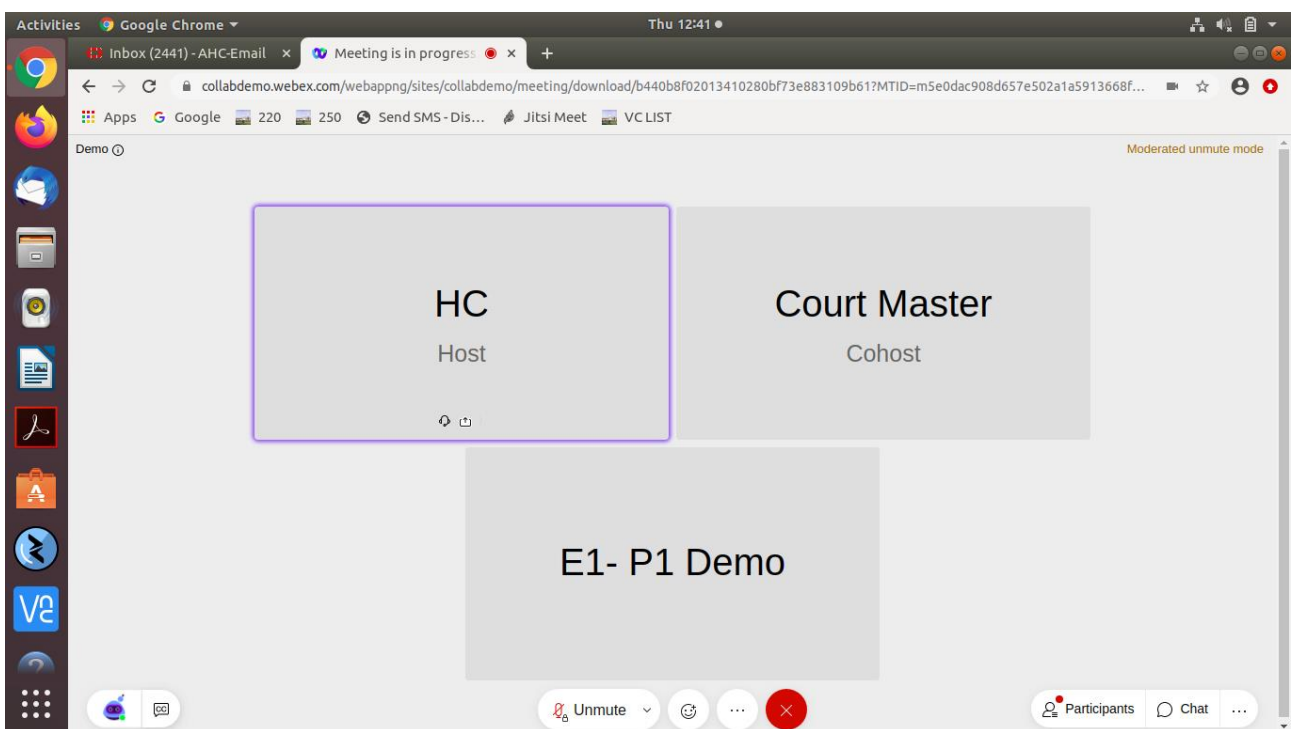 Activities Google Chrome Thu 12:41
Inbox (2441) - AHC-Email × Meeting is in progress × +
collabdemo.webex.com/webappng/sites/collabdemo/meeting/download/b440b8f02013410280bf73e883109b61?MTID=m5e0dac908d657e502a1a5913668f...
Apps Google 220 250 Send SMS - Dis... Jitsi Meet VC LIST
Demo Moderated unmute mode
HC Court Master
Host Cohost
E1- P1 Demo
CC Unmute ... Participants Chat ...